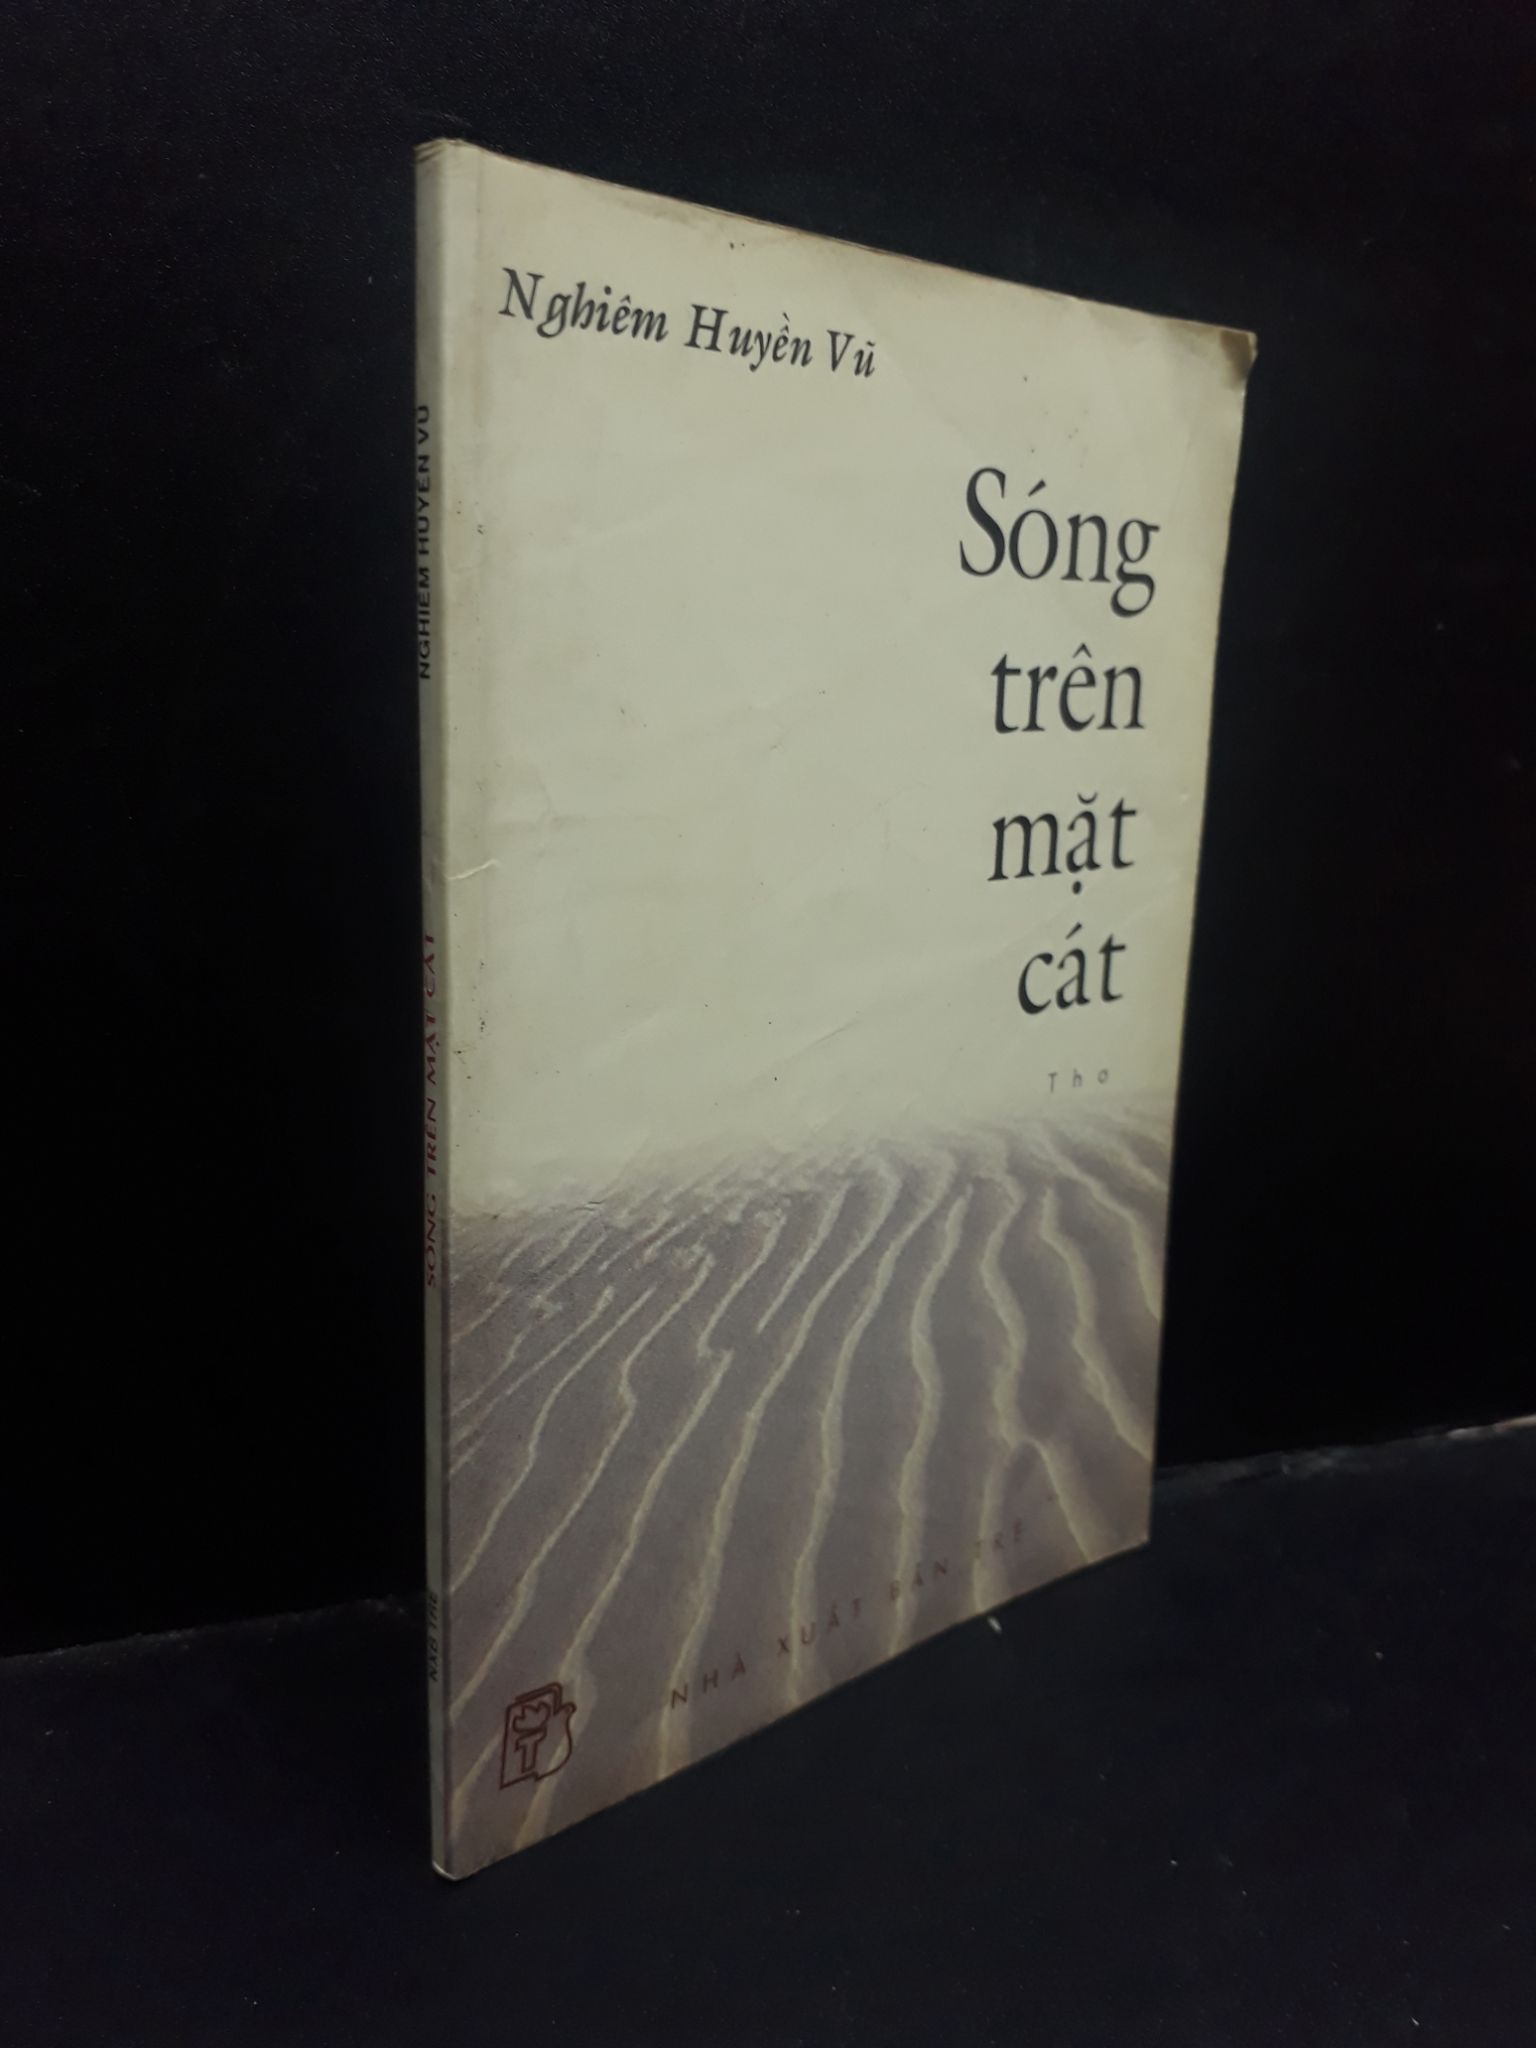 Nghiêm Huyền Vũ
Sóng
trên
mặt
cát
Thơ
NHÀ XUẤT BẢN TRẺ
T
NGHIÊM HUYỀN VŨ
SÓNG TRÊN MẶT CÁT
NXB TRẺ